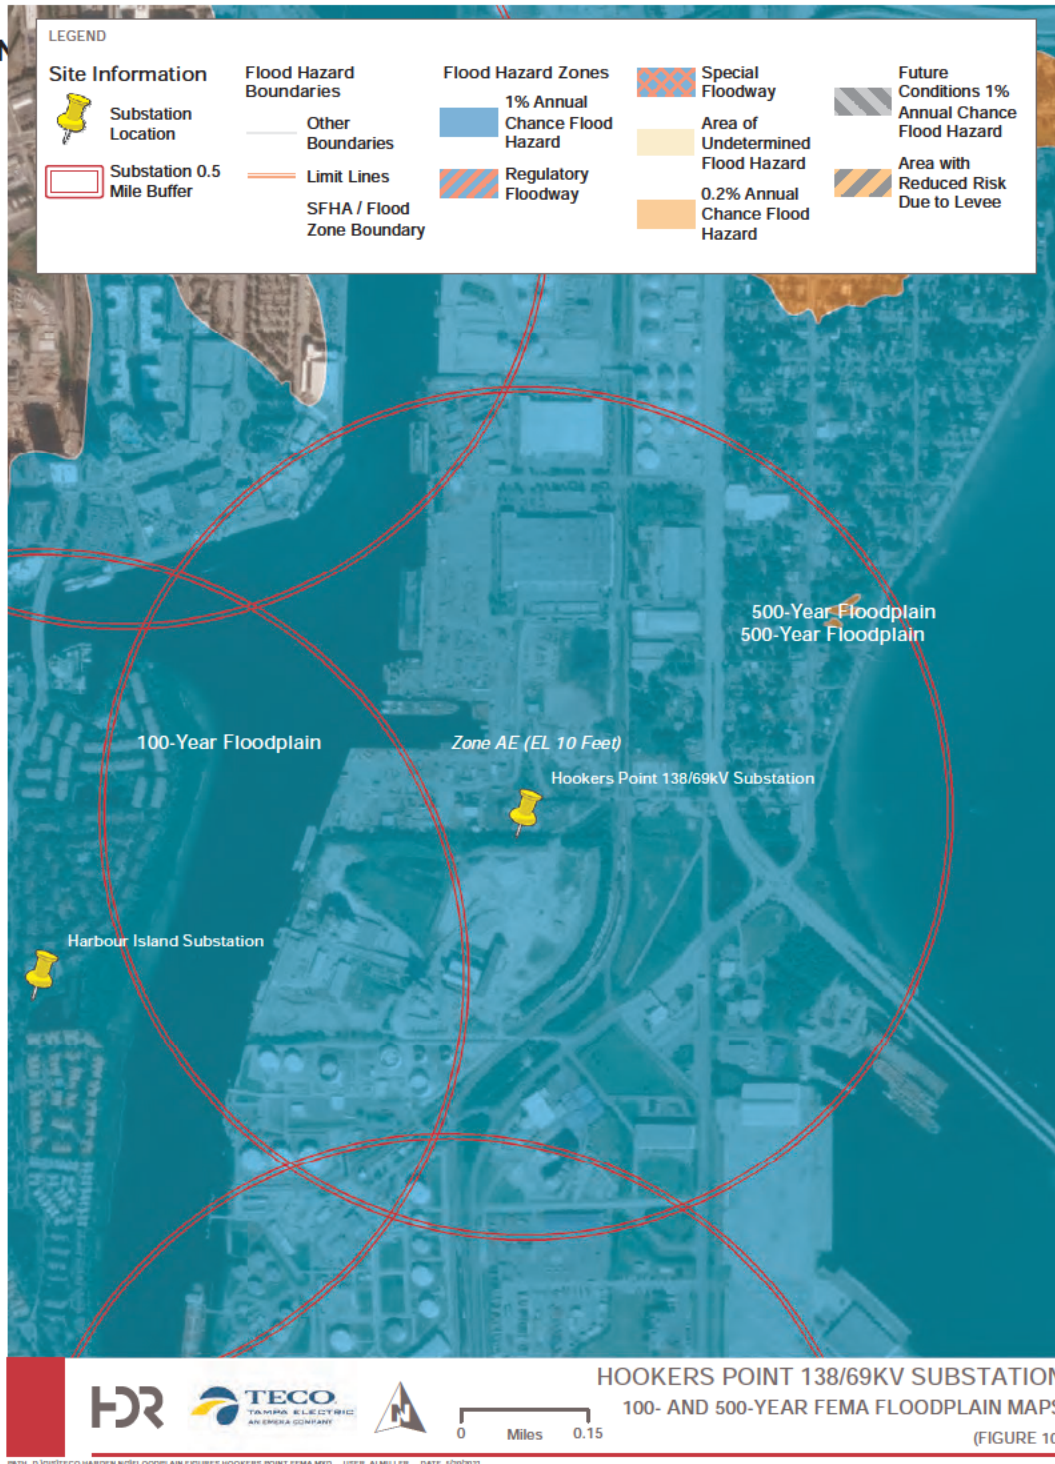 N
LEGEND
Site Information
Substation
Location
Substation 0.5
Mile Buffer
Flood Hazard
Boundaries
Other
Boundaries
Limit Lines
SFHA / Flood
Zone Boundary
Flood Hazard Zones
1% Annual
Chance Flood
Hazard
Regulatory
Floodway
Special
Floodway
Area of
Undetermined
Flood Hazard
0.2% Annual
Chance Flood
Hazard
Future
Conditions 1%
Annual Chance
Flood Hazard
Area with
Reduced Risk
Due to Levee
500-Year Floodplain
500-Year Floodplain
100-Year Floodplain
Zone AE (EL 10 Feet)
Hookers Point 138/69kV Substation
Harbour Island Substation
HDR
TECO
TAMPA ELECTRIC
AN EMERA COMPANY
N
0 Miles 0.15
HOOKERS POINT 138/69KV SUBSTATION
100- AND 500-YEAR FEMA FLOODPLAIN MAPS
(FIGURE 10